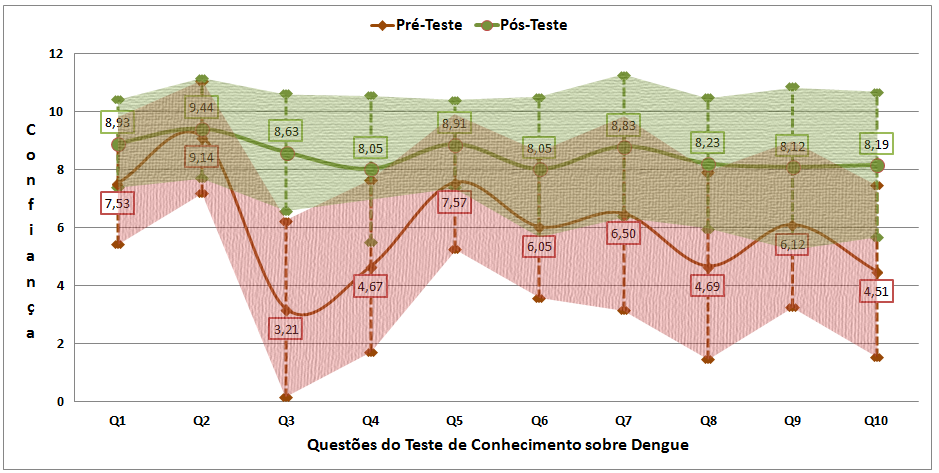 Pré-Teste Pós-Teste
12
10
8
6
4
2
0
Confiança
8,93 9,44 8,63 8,05 8,91 8,05 8,83 8,23 8,12 8,19
7,53 9,14 3,21 4,67 7,57 6,05 6,50 4,69 6,12 4,51
Q1 Q2 Q3 Q4 Q5 Q6 Q7 Q8 Q9 Q10
Questões do Teste de Conhecimento sobre Dengue